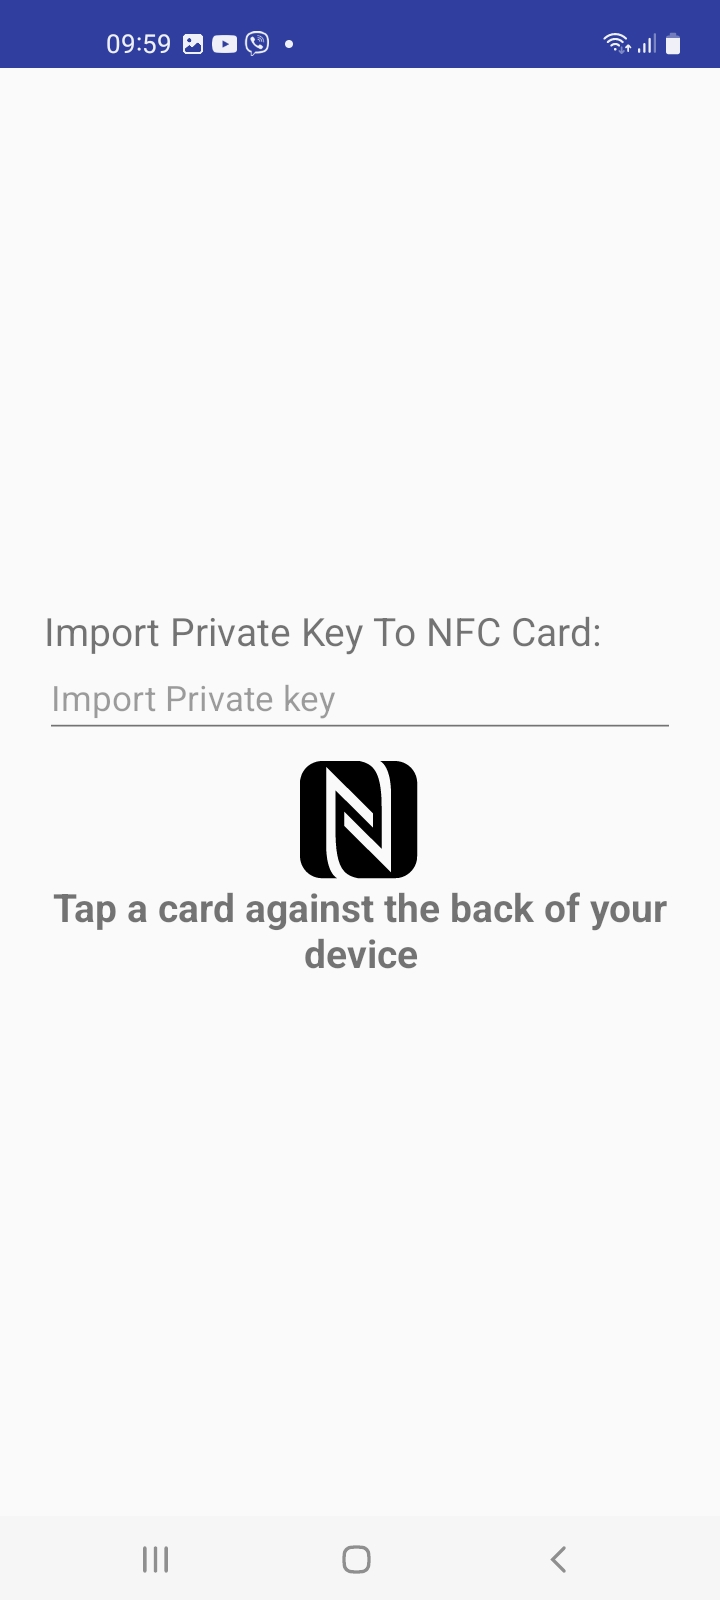 09:59
Import Private Key To NFC Card:
Import Private key
Tap a card against the back of your
device